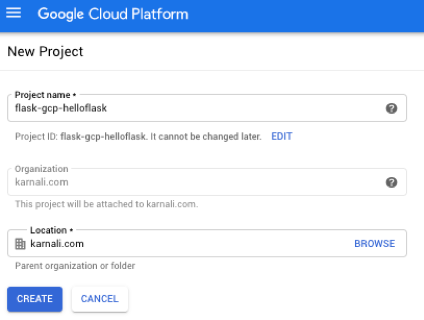 Google Cloud Platform
New Project
Project name *
flask-gcp-helloflask
Project ID: flask-gcp-helloflask. It cannot be changed later. EDIT
Organization
karnali.com
This project will be attached to karnali.com.
Location *
karnali.com BROWSE
Parent organization or folder
CREATE CANCEL